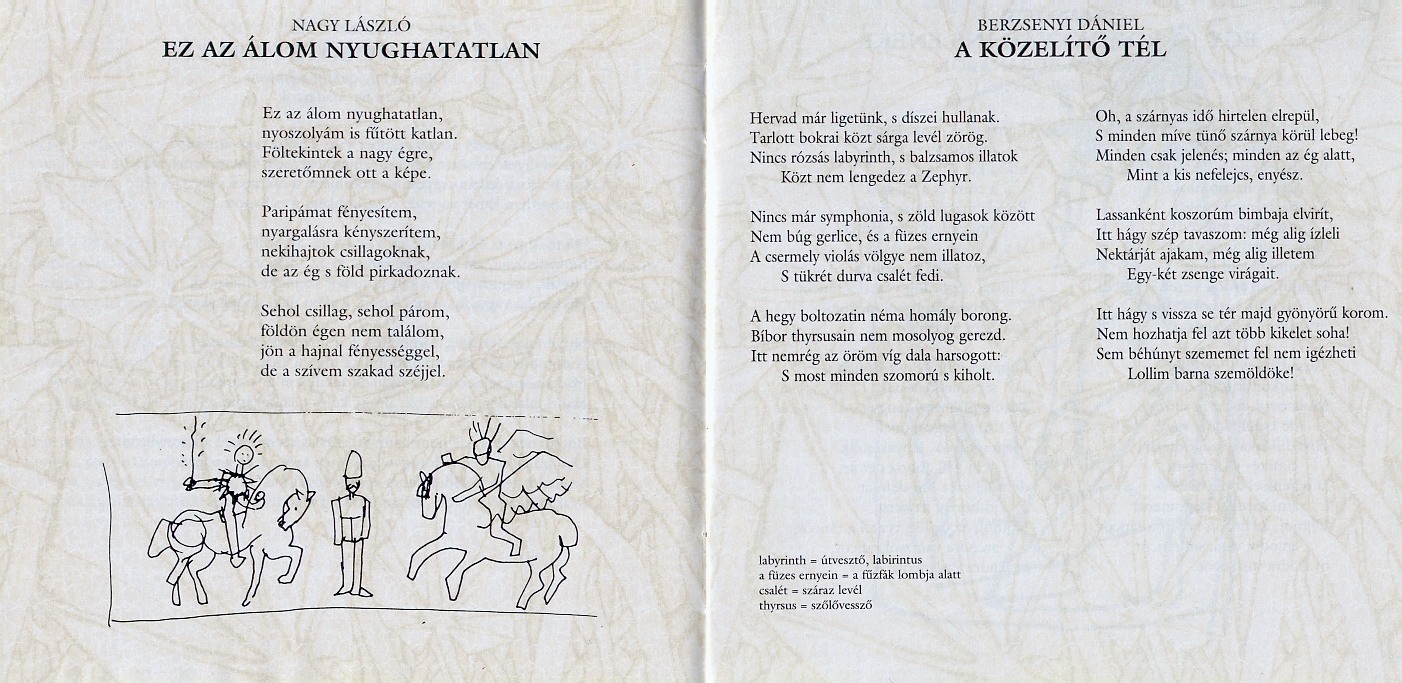 NAGY LÁSZLÓ
EZ AZ ÁLOM NYUGHATATLAN
Ez az álom nyughatatlan,
nyoszolyám is fűtött katlan.
Föltekintek a nagy égre,
szeretőmnek ott a képe.
Paripámat fényesítem,
nyargalásra kényszerítem,
nekihajtok csillagoknak,
de az ég s föld pirkadoznak.
Sehol csillag, sehol párom,
földön égen nem találom,
jön a hajnal fényességgel,
de a szívem szakad széjjel.
BERZSENYI DÁNIEL
A KÖZELÍTŐ TÉL
Hervad már ligetünk, s díszei hullanak.
Tarlott bokrai közt sárga levél zörög.
Nincs rózsás labyrinth, s balzsamos illatok
Közt nem lengedez a Zephyr.
Nincs már symphonia, s zöld lugasok között
Nem búg gerlice, és a füzes ernyein
A csermely violás völgye nem illatoz,
S tükrét durva csalét fedi.
A hegy boltozatin néma homály borong.
Bíbor thyrsusain nem mosolyog gerezd.
Itt nemrég az öröm víg dala harsogott:
S most minden szomorú s kiholt.
Oh, a szárnyas idő hirtelen elrepül,
S minden míve tünő szárnya körül lebeg!
Minden csak jelenés; minden az ég alatt,
Mint a kis nefelejcs, enyész.
Lassanként koszorúm bimbaja elvirít,
Itt hágy szép tavaszom: még alig ízleli
Nektárját ajakam, még alig illetem
Egy-két zsenge virágait.
Itt hágy s vissza se tér majd gyönyörű korom.
Nem hozhatja fel azt több kikelet soha!
Sem béhúnyt szememet fel nem igézheti
Lollim barna szemöldöke!
labyrinth = útvesztő, labirintus
a füzes ernyein = a fűzfák lombja alatt
csalét = száraz levél
thyrsus = szőlővessző